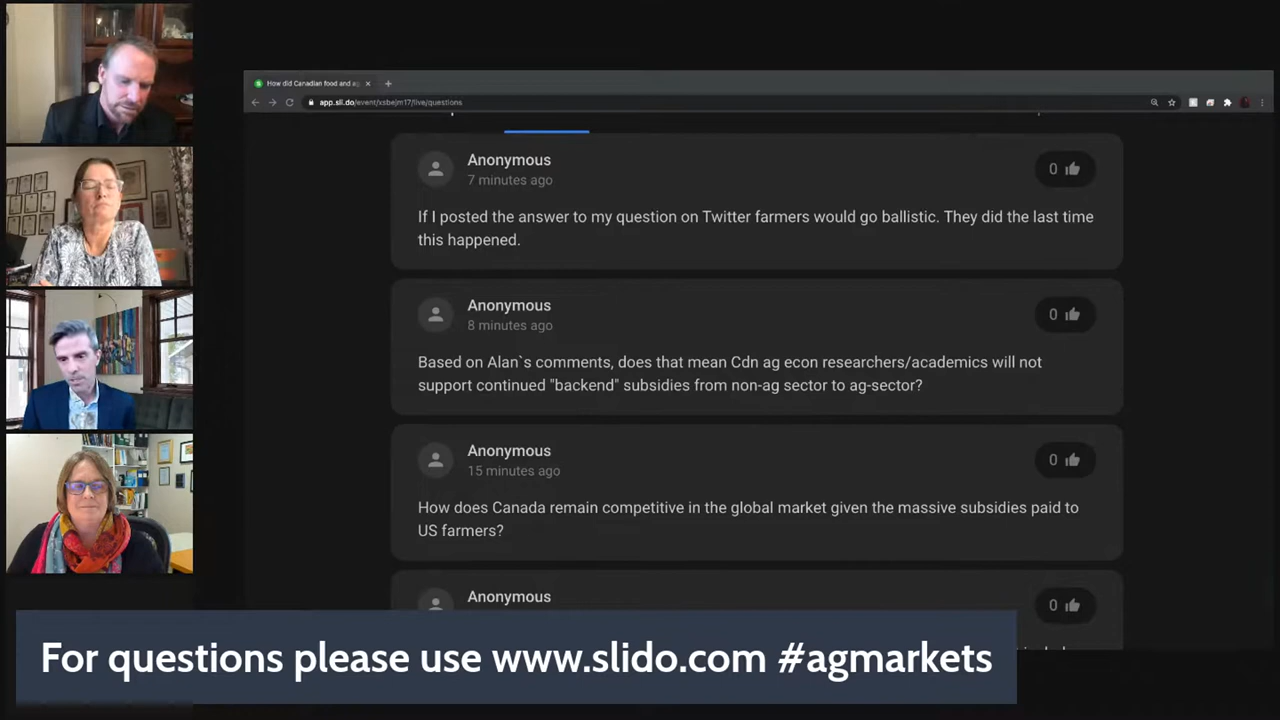 How did Canadian food and ag
app.sli.do/event/xsbejm17/live/questions
Anonymous
7 minutes ago
0
If I posted the answer to my question on Twitter farmers would go ballistic. They did the last time
this happened.
Anonymous
8 minutes ago
0
Based on Alan`s comments, does that mean Cdn ag econ researchers/academics will not
support continued "backend" subsidies from non-ag sector to ag-sector?
Anonymous
15 minutes ago
0
How does Canada remain competitive in the global market given the massive subsidies paid to
US farmers?
Anonymous
0
For questions please use www.slido.com #agmarkets